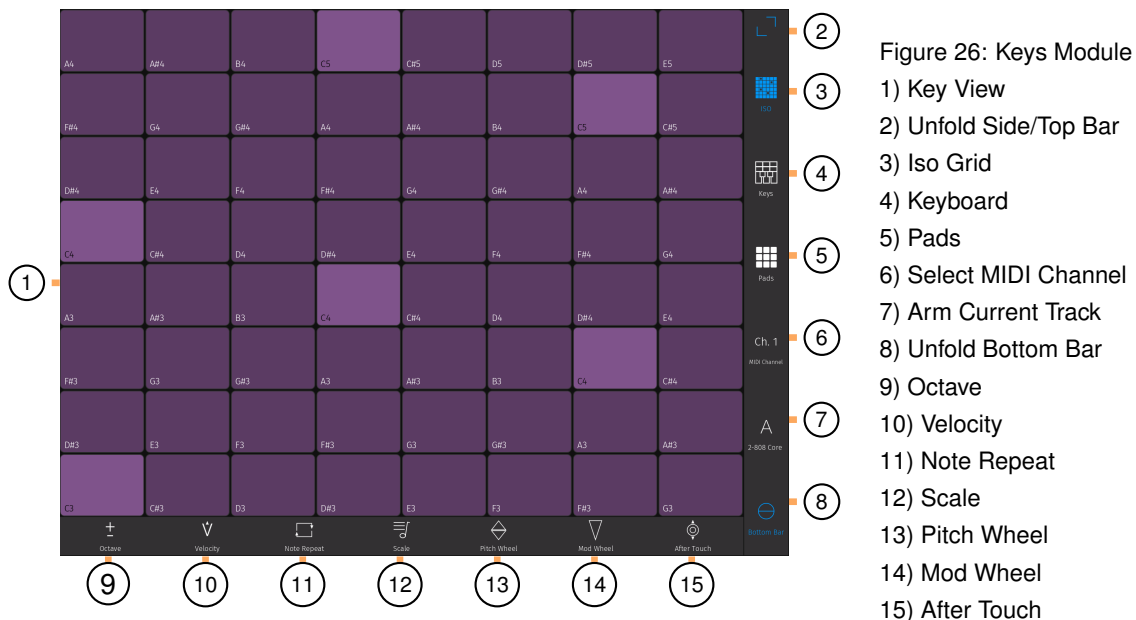 A4 A#4 B4 C5 C#5 D5 D#5 E5
F#4 G4 G#4 A4 A#4 B4 C5 C#5
ISO
D#4 E4 F4 F#4 G4 G#4 A4 A#4
Keys
C4 C#4 D4 D#4 E4 F4 F#4 G4
Pads
A3 A#3 B3 C4 C#4 D4 D#4 E4
Ch. 1
MIDI Channel
F#3 G3 G#3 A3 A#3 B3 C4 C#4
D#3 E3 F3 F#3 G3 G#3 A3 A#3
A
2-808 Core
C3 C#3 D3 D#3 E3 F3 F#3 G3
Octave Velocity Note Repeat Scale Pitch Wheel Mod Wheel After Touch
Bottom Bar
1
2
3
4
5
6
7
8
9 10 11 12 13 14 15
Figure 26: Keys Module
1) Key View
2) Unfold Side/Top Bar
3) Iso Grid
4) Keyboard
5) Pads
6) Select MIDI Channel
7) Arm Current Track
8) Unfold Bottom Bar
9) Octave
10) Velocity
11) Note Repeat
12) Scale
13) Pitch Wheel
14) Mod Wheel
15) After Touch